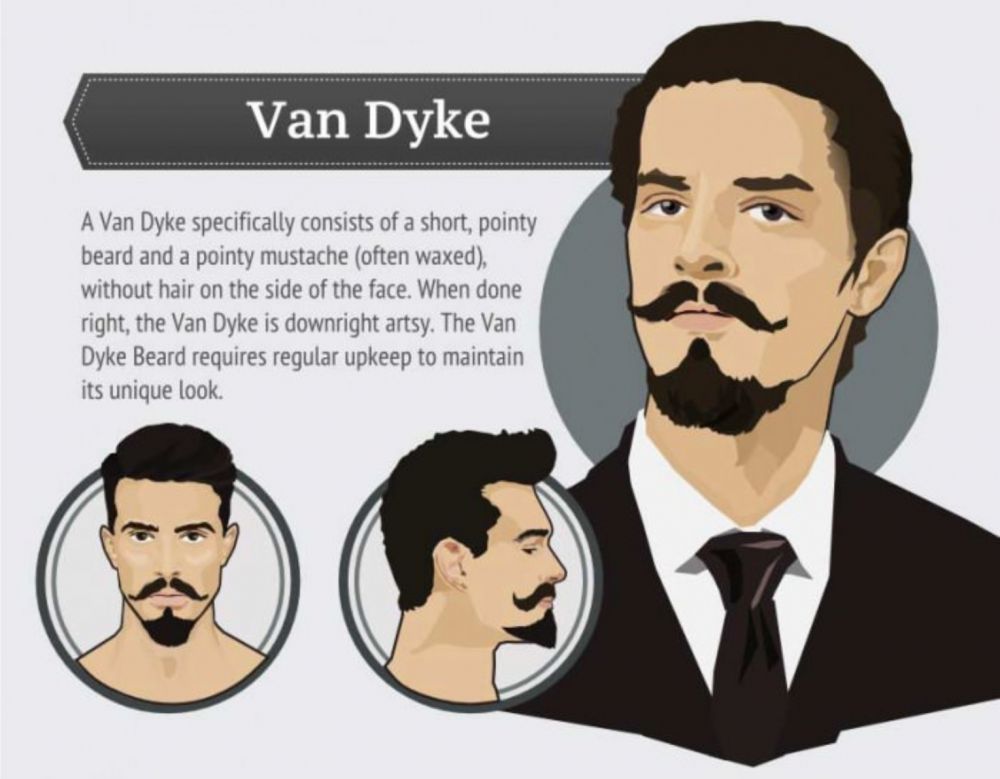 Van Dyke
A Van Dyke specifically consists of a short, pointy
beard and a pointy mustache (often waxed),
without hair on the side of the face. When done
right, the Van Dyke is downright artsy. The Van
Dyke Beard requires regular upkeep to maintain
its unique look.